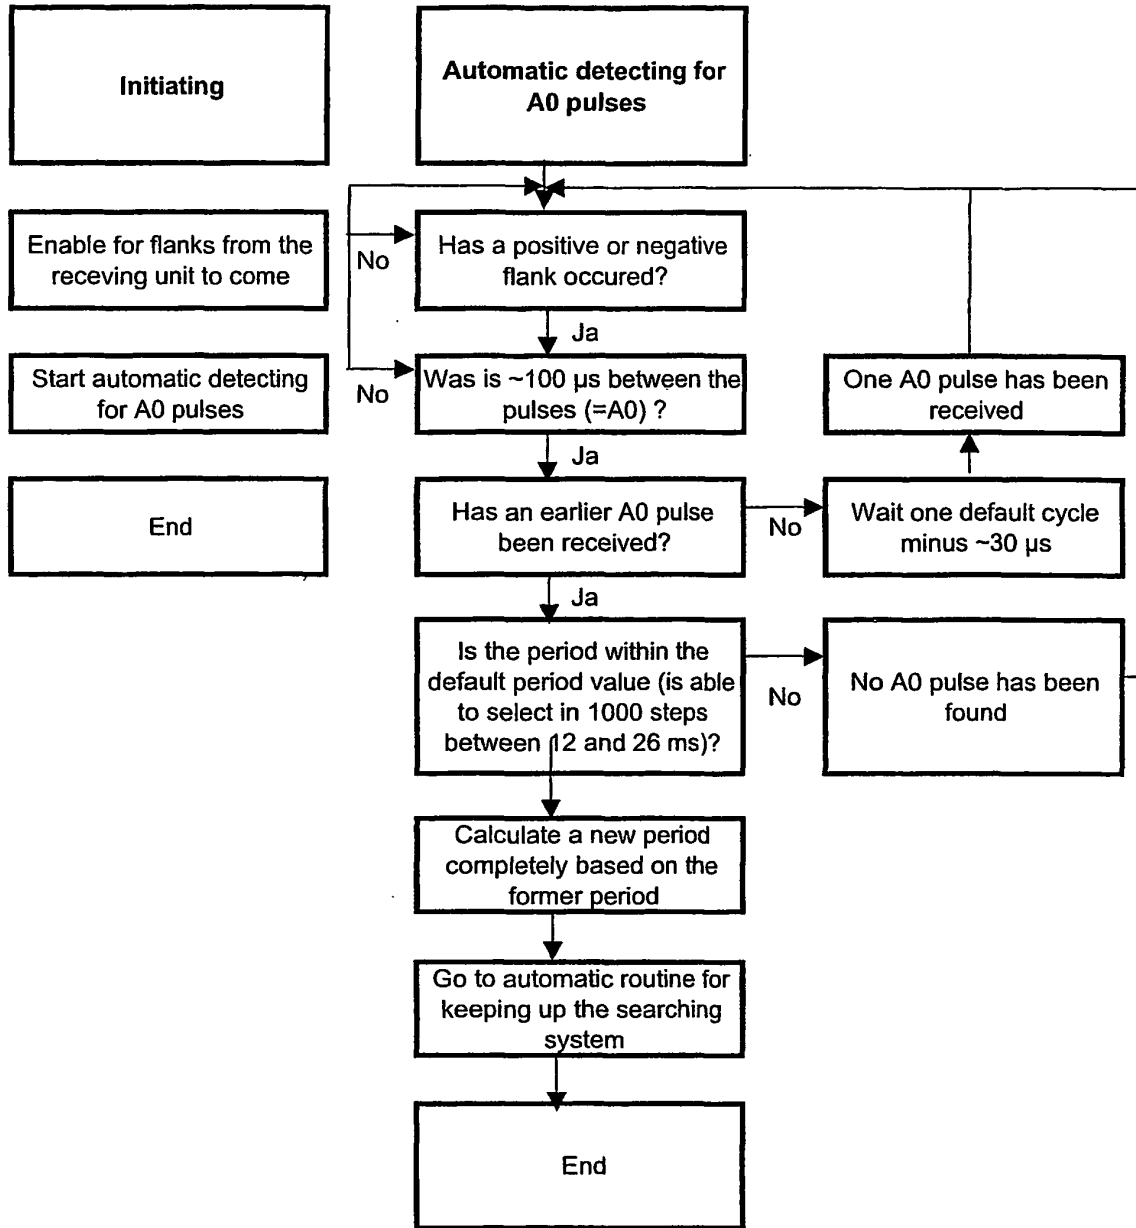 Initiating
Enable for flanks from the
receving unit to come
Start automatic detecting
for A0 pulses
End
Automatic detecting for
A0 pulses
Has a positive or negative
flank occured?
No
Ja
Was is ~100 µs between the
pulses (=A0) ?
No
Ja
Has an earlier A0 pulse
been received?
No
Ja
Wait one default cycle
minus ~30 µs
One A0 pulse has been
received
Is the period within the
default period value (is able
to select in 1000 steps
between 12 and 26 ms)?
No
No A0 pulse has been
found
Calculate a new period
completely based on the
former period
Go to automatic routine for
keeping up the searching
system
End